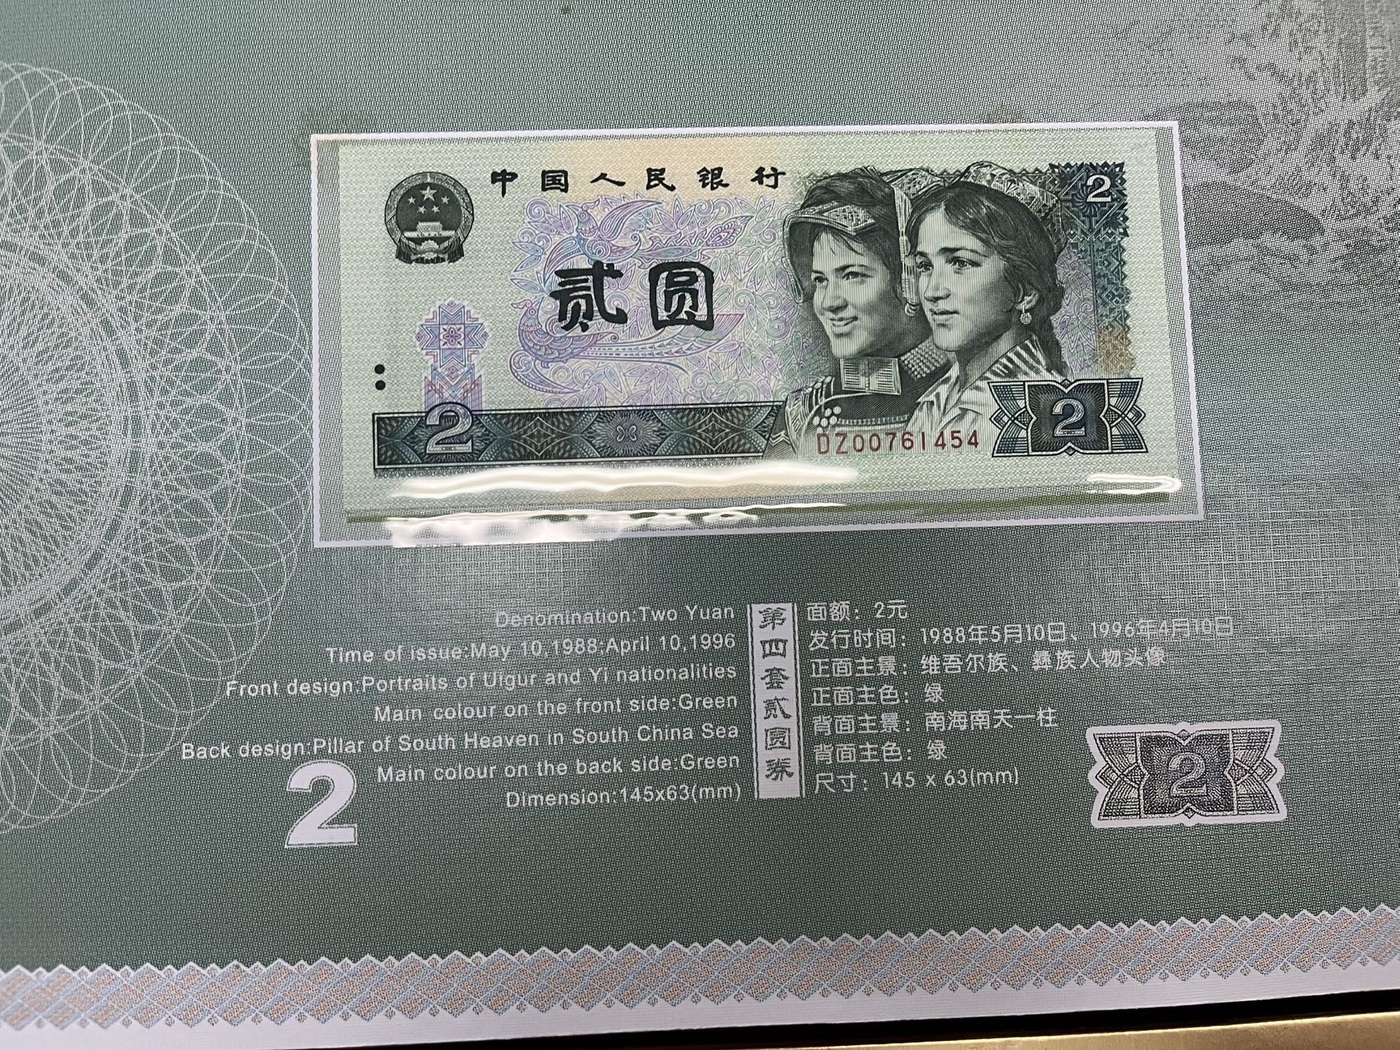 中国人民银行
2
贰圆
2
2
DZ00761454
Denomination:Two Yuan
Time of issue:May 10.1988:April 10,1996
Front design:Portraits of Uigur and Yi nationalities
Main colour on the front side:Green
Back design:Pillar of South Heaven in South China Sea
Main colour on the back side:Green
Dimension:145x63(mm)
2
第四套贰圆券
面额：2元
发行时间：1988年5月10日、1996年4月10日
正面主景：维吾尔族、彝族人物头像
正面主色：绿
背面主景：南海南天一柱
背面主色：绿
尺寸：145 x 63(mm)
2